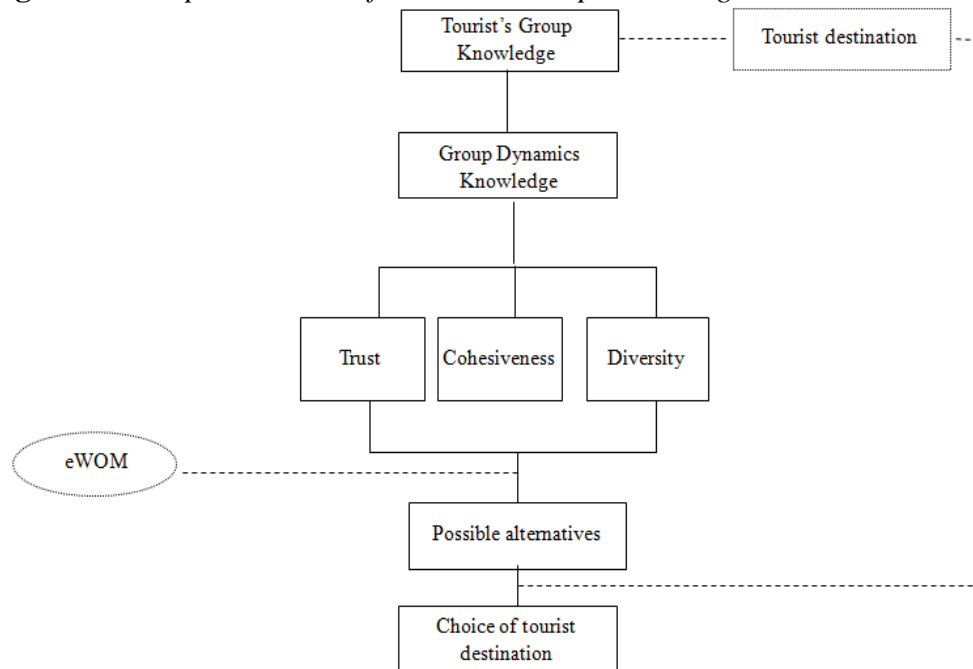 Tourist's Group
Knowledge
Tourist destination
Group Dynamics
Knowledge
Trust
Cohesiveness
Diversity
eWOM
Possible alternatives
Choice of tourist
destination